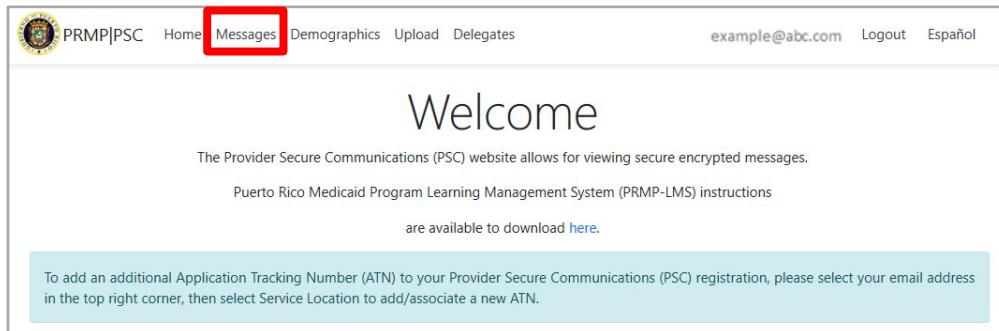 PRMP|PSC Home Messages Demographics Upload Delegates example@abc.com Logout Español
Welcome
The Provider Secure Communications (PSC) website allows for viewing secure encrypted messages.
Puerto Rico Medicaid Program Learning Management System (PRMP-LMS) instructions
are available to download here.
To add an additional Application Tracking Number (ATN) to your Provider Secure Communications (PSC) registration, please select your email address
in the top right corner, then select Service Location to add/associate a new ATN.